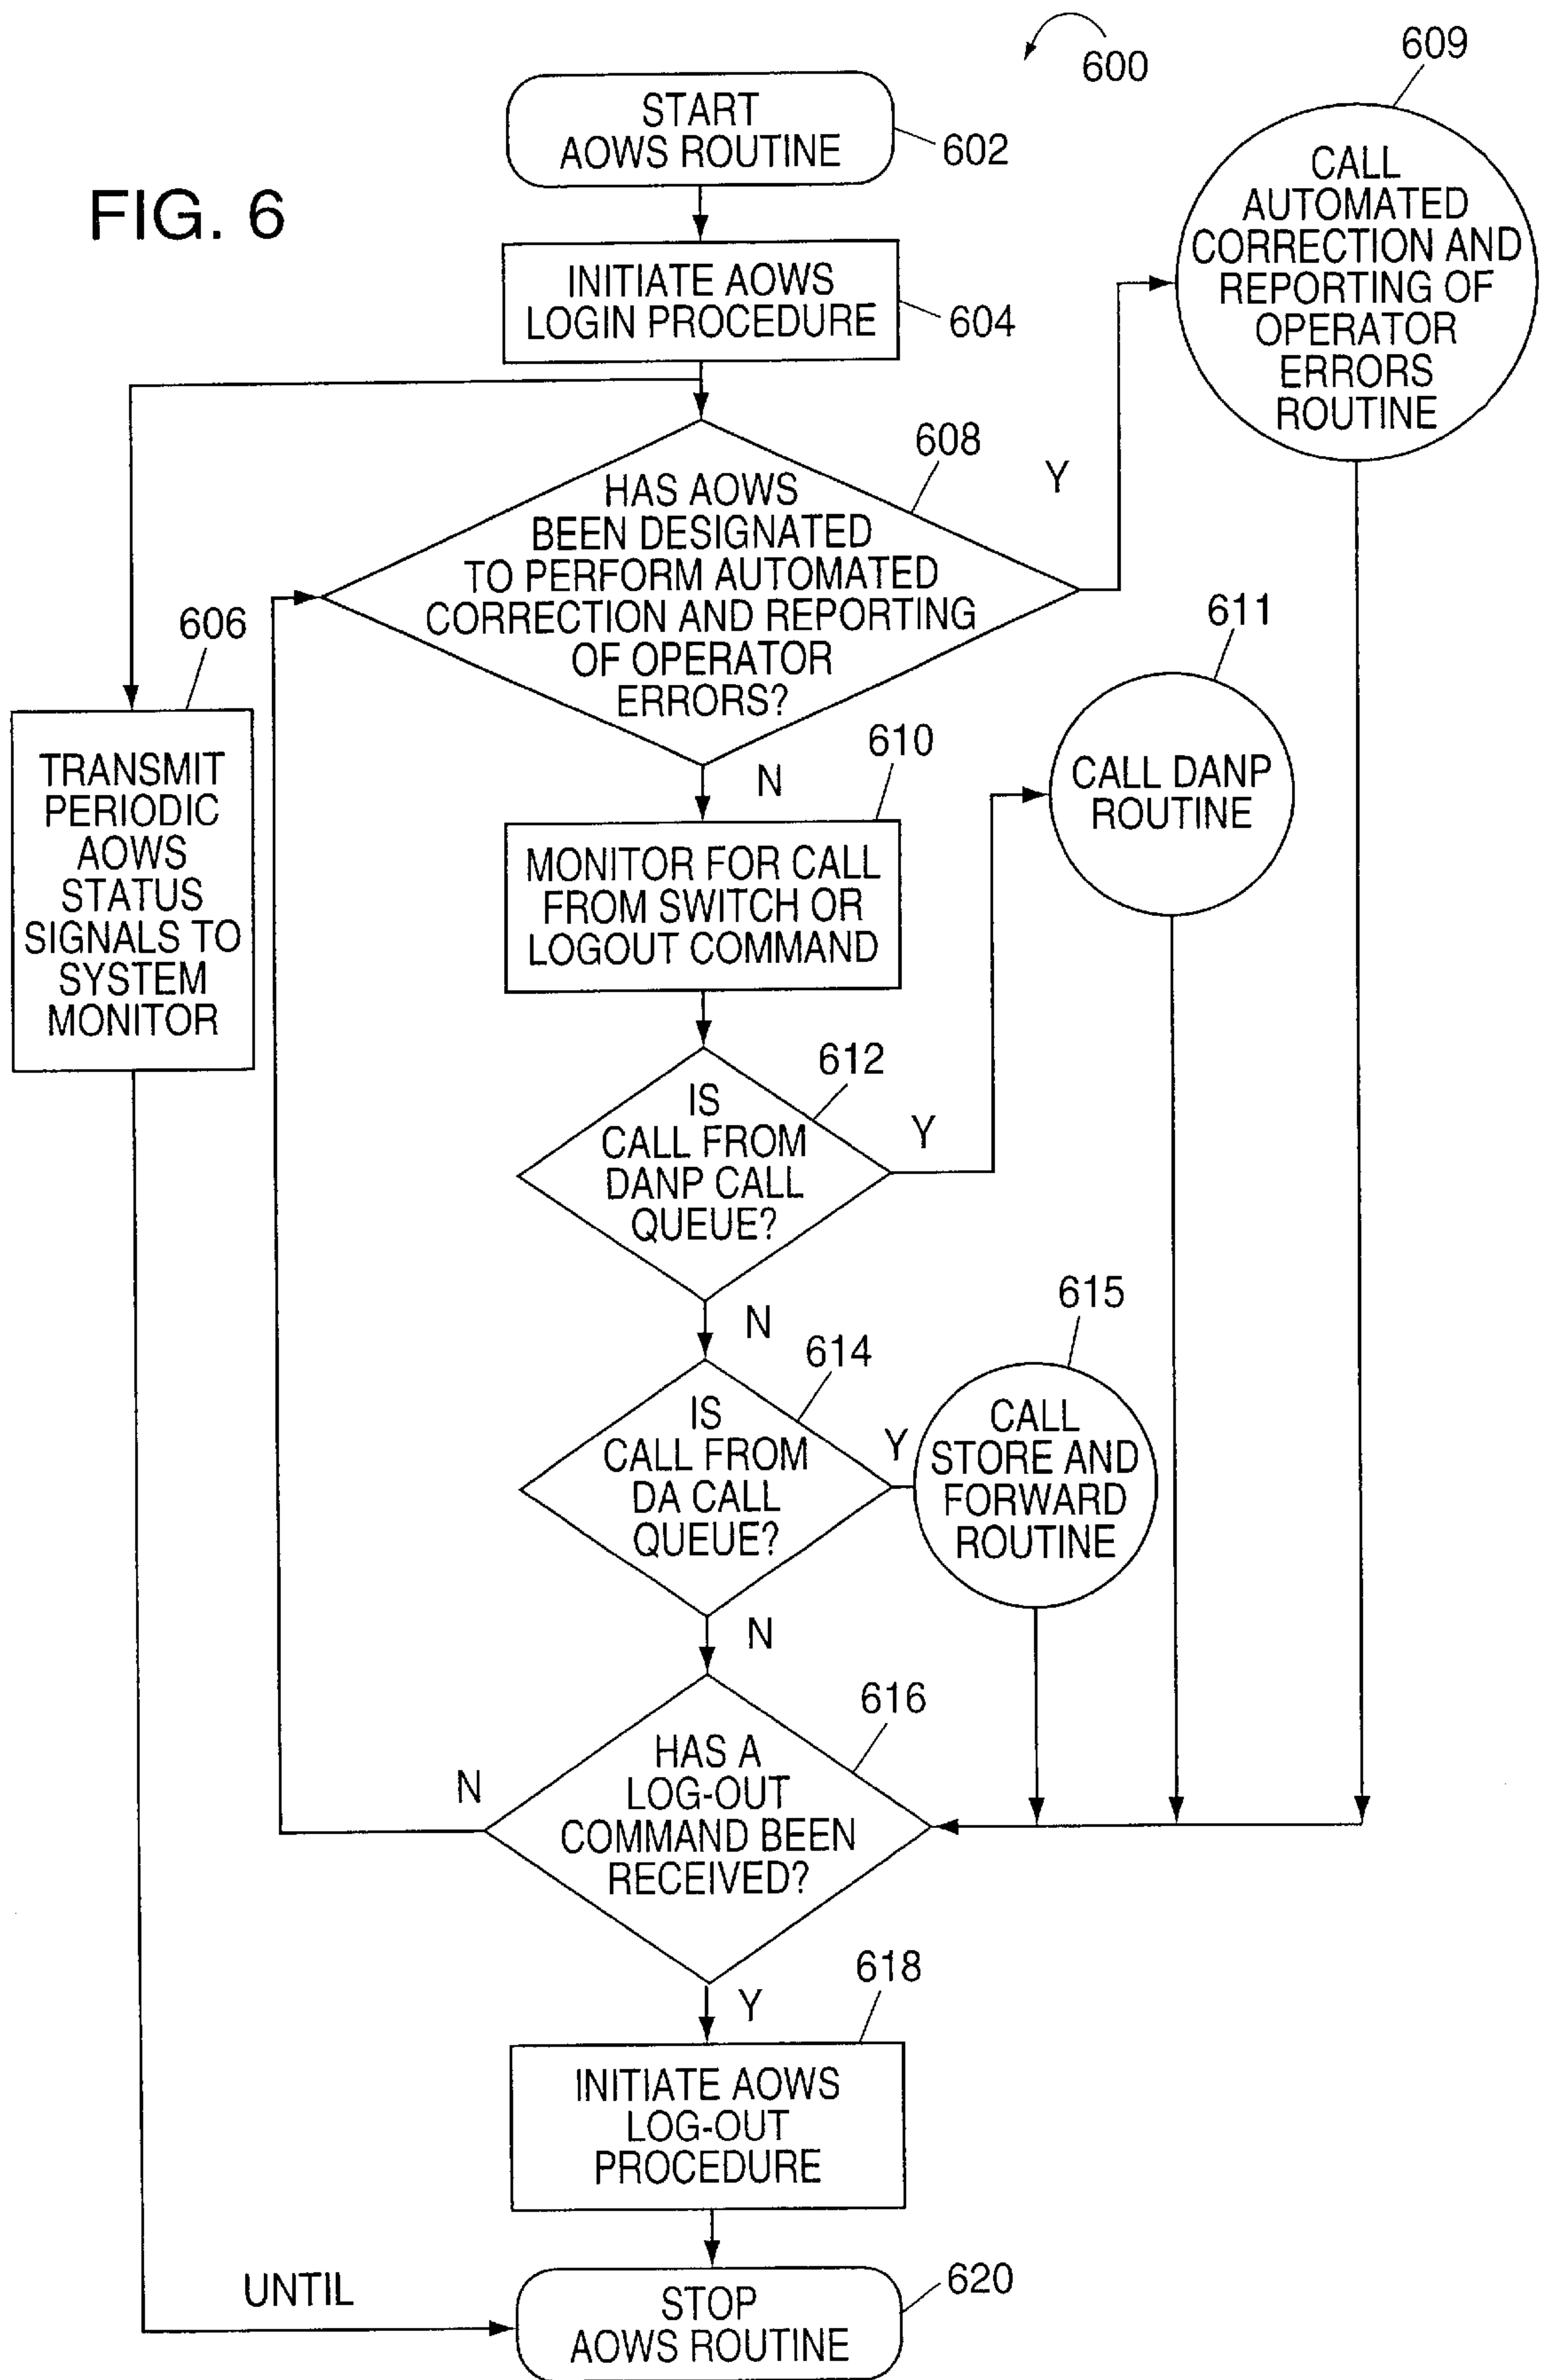 600
609
START
AOWS ROUTINE
602
FIG. 6
CALL
AUTOMATED
CORRECTION AND
REPORTING OF
OPERATOR
ERRORS
ROUTINE
INITIATE AOWS
LOGIN PROCEDURE
604
608
Y
HAS AOWS
BEEN DESIGNATED
TO PERFORM AUTOMATED
CORRECTION AND REPORTING
OF OPERATOR
ERRORS?
606
611
TRANSMIT
PERIODIC
AOWS
STATUS
SIGNALS TO
SYSTEM
MONITOR
N
610
CALL DANP
ROUTINE
MONITOR FOR CALL
FROM SWITCH OR
LOGOUT COMMAND
612
IS
CALL FROM
DANP CALL
QUEUE?
Y
N
615
614
IS
CALL FROM
DA CALL
QUEUE?
Y
CALL
STORE AND
FORWARD
ROUTINE
N
616
HAS A
LOG-OUT
COMMAND BEEN
RECEIVED?
N
618
Y
INITIATE AOWS
LOG-OUT
PROCEDURE
UNTIL
620
STOP
AOWS ROUTINE